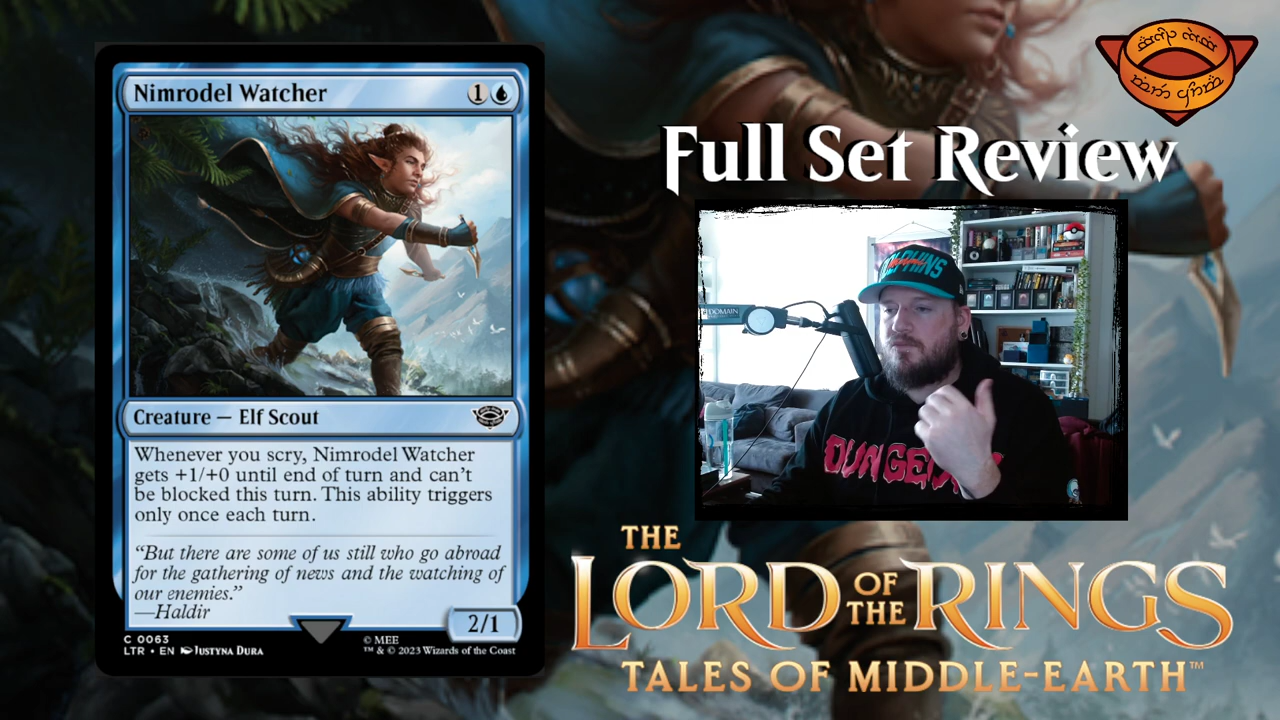 Nimrodel Watcher
1
Creature — Elf Scout
Whenever you scry, Nimrodel Watcher
gets +1/+0 until end of turn and can't
be blocked this turn. This ability triggers
only once each turn.
“But there are some of us still who go abroad
for the gathering of news and the watching of
our enemies.”
—Haldir
2/1
C 0063
LTR • EN JUSTYNA DURA
© MEE
™ & © 2023 Wizards of the Coast
Full Set Review
DOMAIN
DOLPHINS
THE
LORD OF THE RINGS
TALES OF MIDDLE-EARTH™